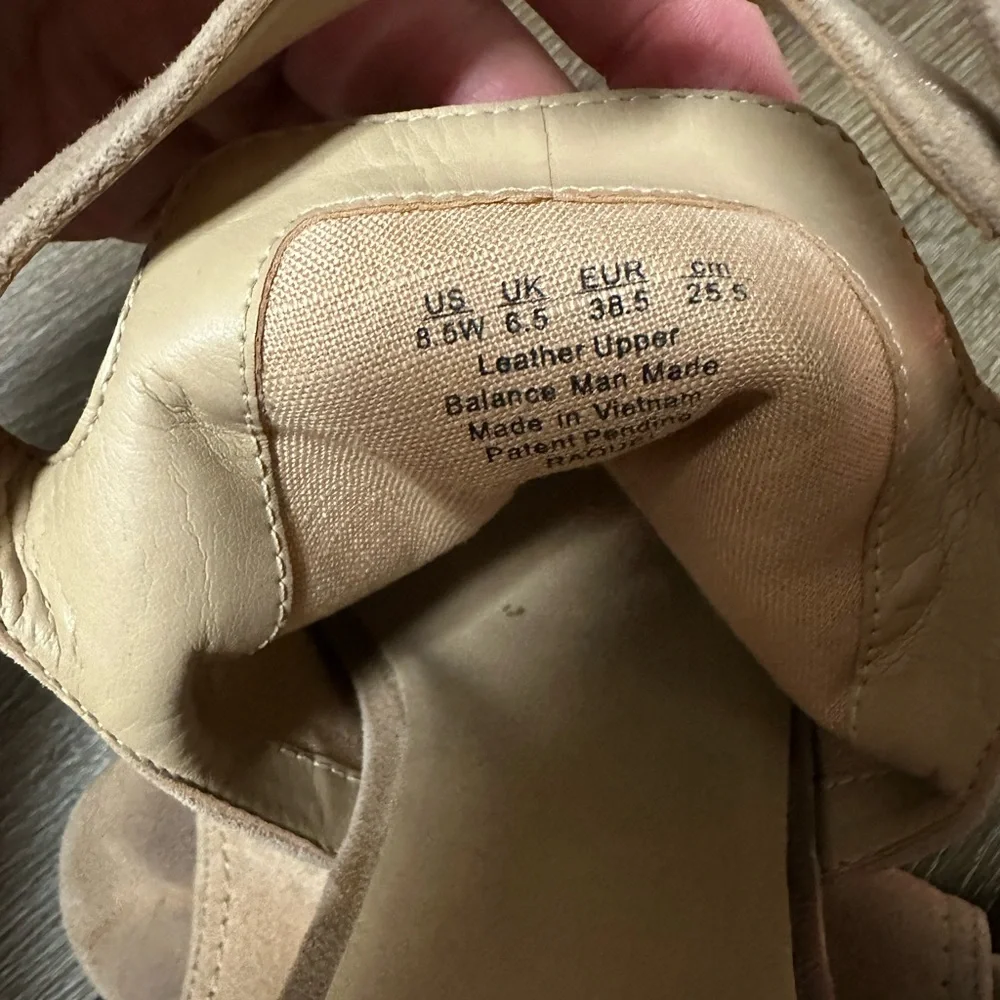 US UK EUR cm
8.5W 6.5 38.5 25.5
Leather Upper
Balance Man Made
Made in Vietnam
Patent Pending